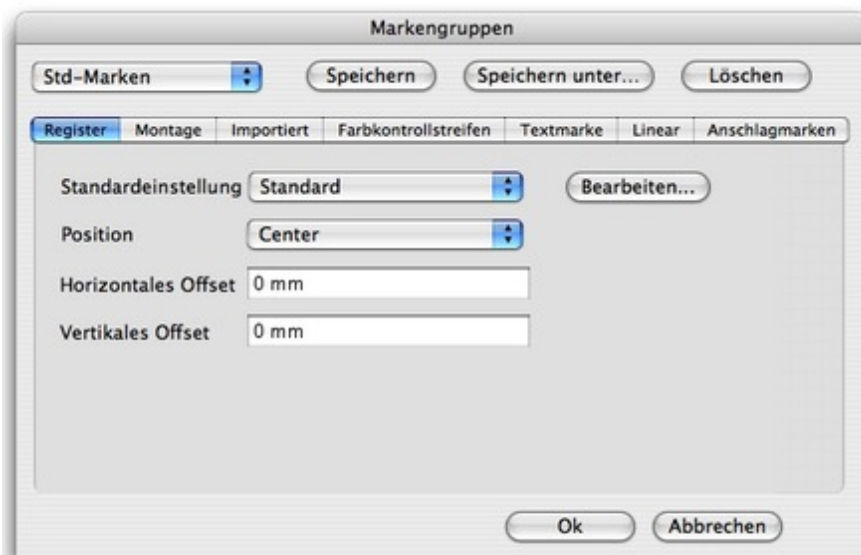 Markengruppen
Std-Marken Speichern Speichern unter... Löschen
Register Montage Importiert Farbkontrollstreifen Textmarke Linear Anschlagmarken
Standardeinstellung Standard Bearbeiten...
Position Center
Horizontales Offset 0 mm
Vertikales Offset 0 mm
Ok Abbrechen